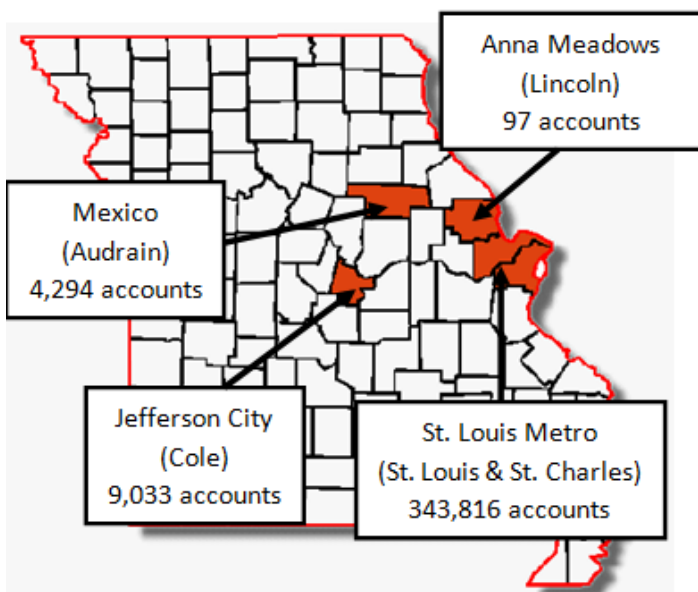 Anna Meadows
(Lincoln)
97 accounts
Mexico
(Audrain)
4,294 accounts
Jefferson City
(Cole)
9,033 accounts
St. Louis Metro
(St. Louis & St. Charles)
343,816 accounts